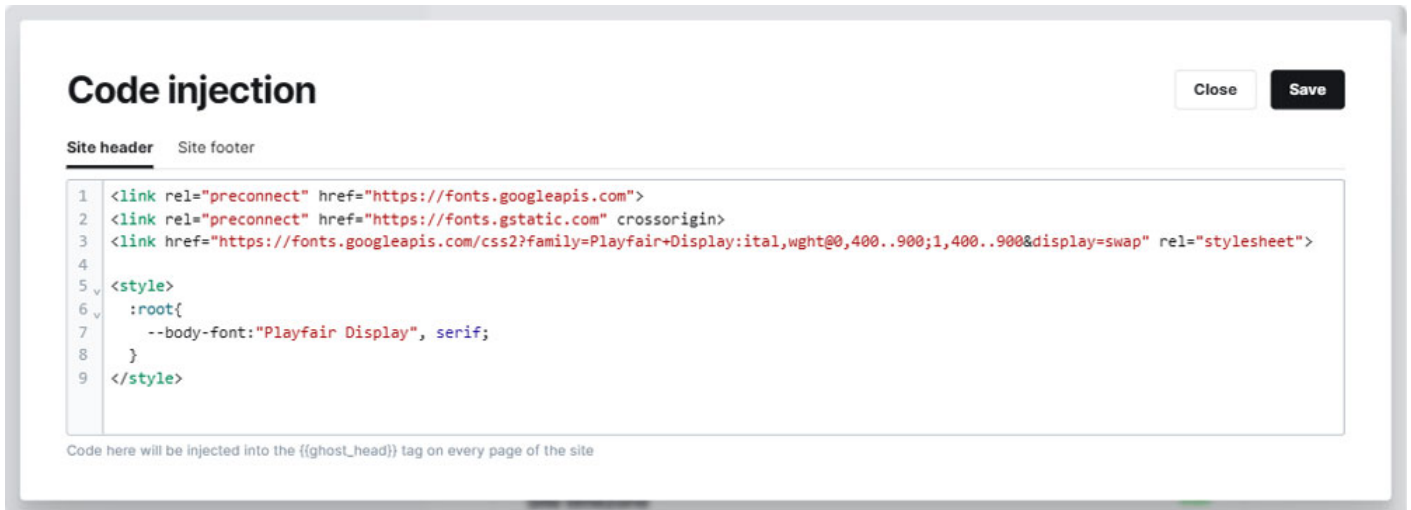 Code injection
Close
Save
Site header
Site footer
1 <link rel="preconnect" href="https://fonts.googleapis.com">
2 <link rel="preconnect" href="https://fonts.gstatic.com" crossorigin>
3 <link href="https://fonts.googleapis.com/css2?family=Playfair+Display:ital,wght@0,400..900;1,400..900&display=swap" rel="stylesheet">
4
5 <style>
6   :root{
7     --body-font:"Playfair Display", serif;
8   }
9 </style>
Code here will be injected into the {{ghost_head}} tag on every page of the site